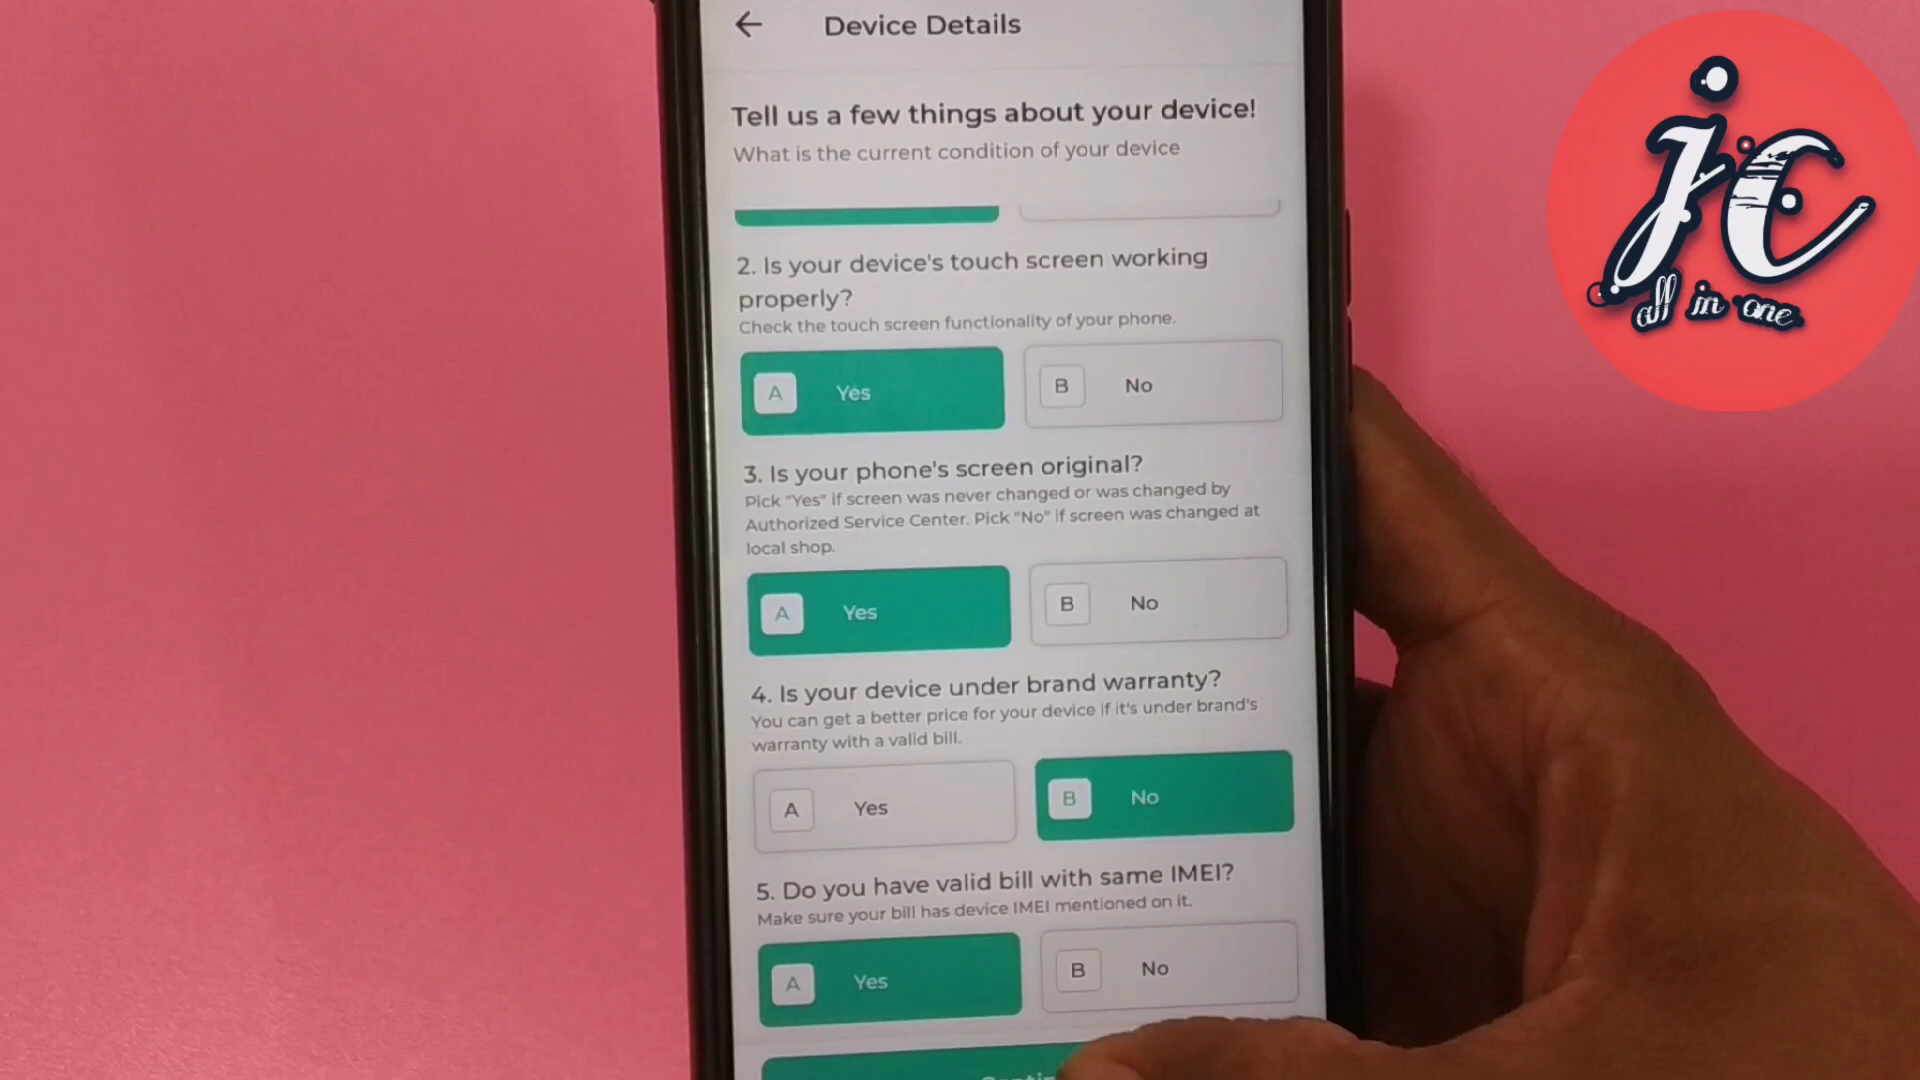 Device Details
Tell us a few things about your device!
What is the current condition of your device
2. Is your device's touch screen working
properly?
Check the touch screen functionality of your phone.
A Yes
B No
3. Is your phone's screen original?
Pick "Yes" if screen was never changed or was changed by
Authorized Service Center. Pick "No" if screen was changed at
local shop.
A Yes
B No
4. Is your device under brand warranty?
You can get a better price for your device if it's under brand's
warranty with a valid bill.
A Yes
B No
5. Do you have valid bill with same IMEI?
Make sure your bill has device IMEI mentioned on it.
A Yes
B No
jc
all in one